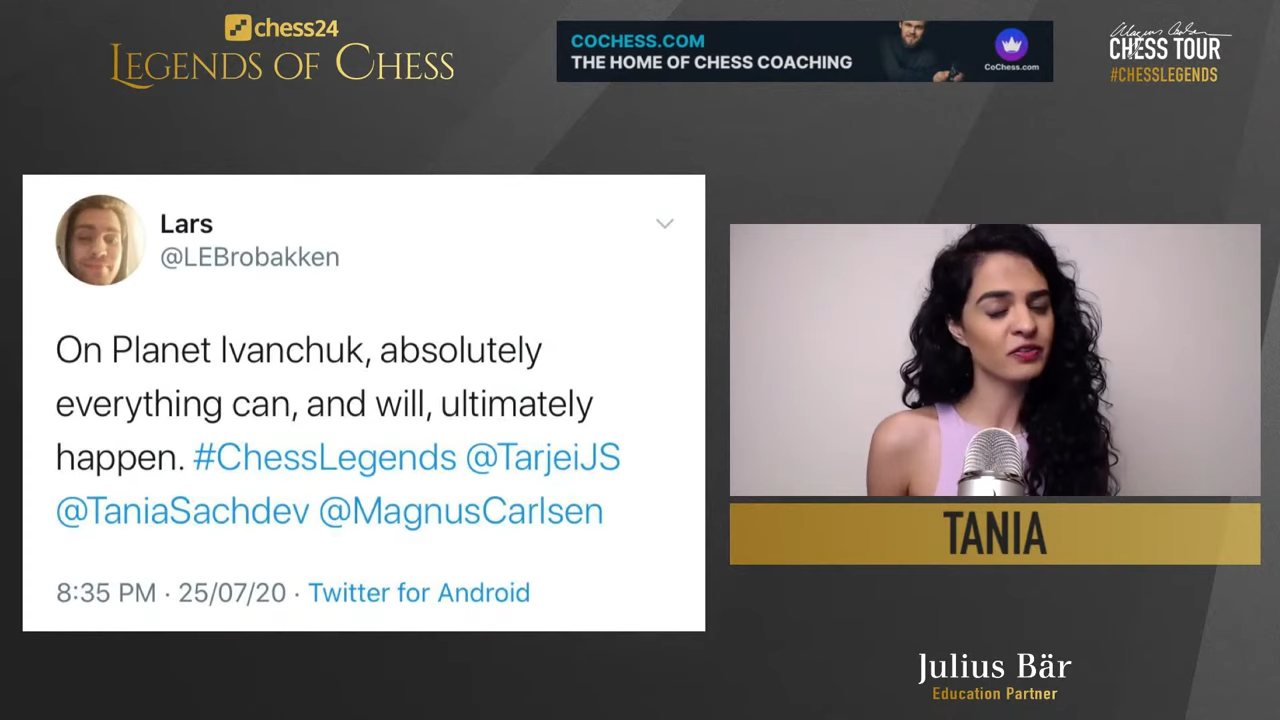 chess24
LEGENDS OF CHESS
COCHESS.COM
THE HOME OF CHESS COACHING
CoChess.com
Magnus Carlsen
CHESS TOUR
#CHESSLEGENDS
Lars
@LEBrobakken
On Planet Ivanchuk, absolutely
everything can, and will, ultimately
happen. #ChessLegends @TarjeiJS
@TaniaSachdev @MagnusCarlsen
8:35 PM · 25/07/20 · Twitter for Android
TANIA
Julius Bär
Education Partner